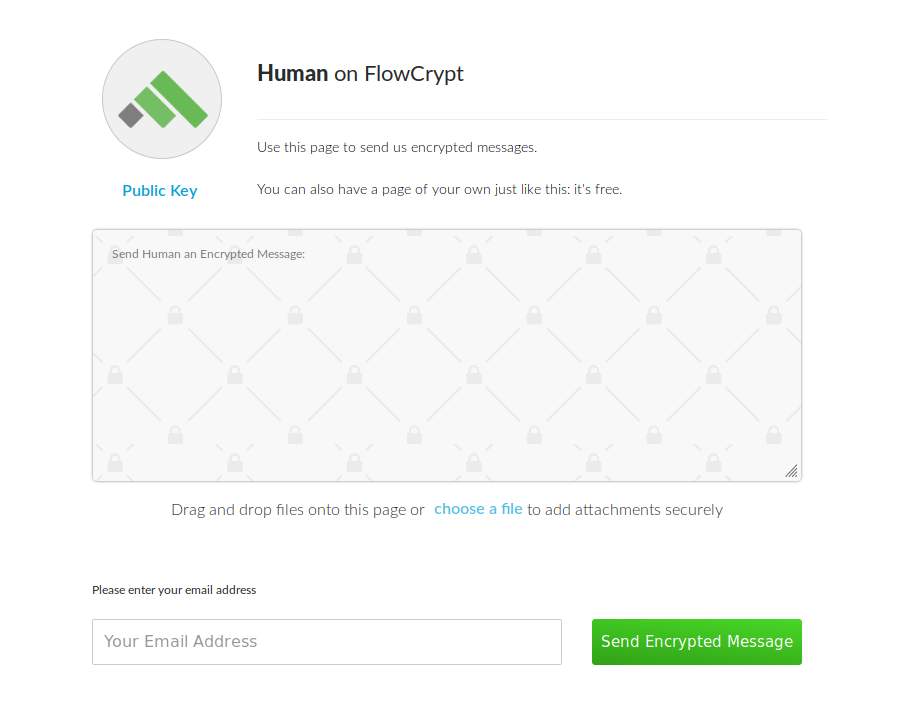 Human on FlowCrypt
Use this page to send us encrypted messages.
Public Key
You can also have a page of your own just like this: it's free.
Send Human an Encrypted Message:
Drag and drop files onto this page or choose a file to add attachments securely
Please enter your email address
Your Email Address
Send Encrypted Message